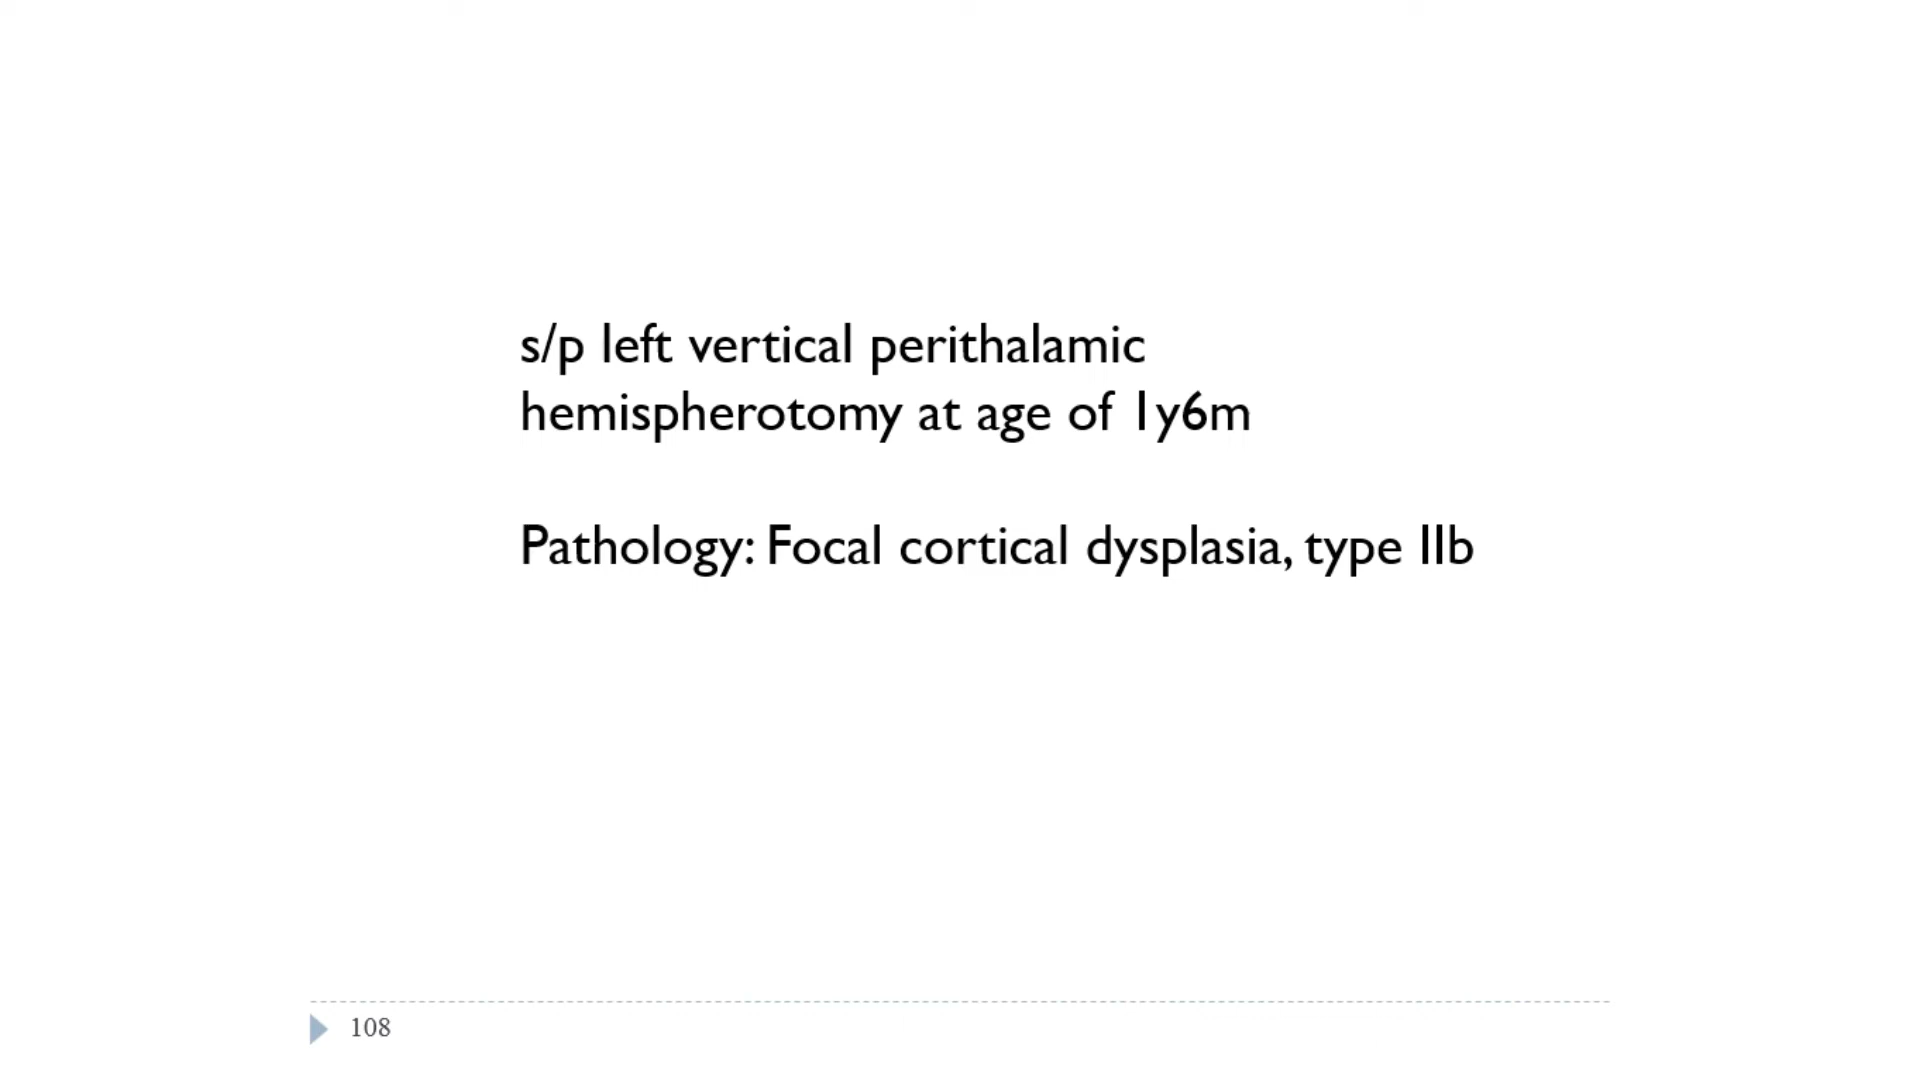 s/p left vertical perithalamic
hemispherotomy at age of 1y6m
Pathology: Focal cortical dysplasia, type IIb
108